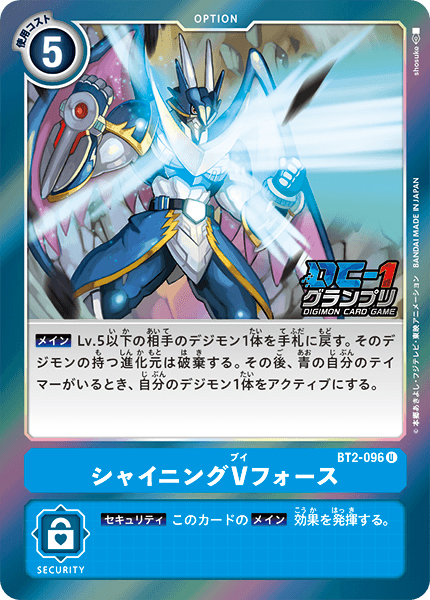 OPTION
使用コスト
5
shosuke
DC-1
グランプリ
DIGIMON CARD GAME
メイン Lv.5以下の相手のデジモン1体を手札に戻す。そのデ
ジモンの持つ進化元は破棄する。その後、青の自分のテイ
マーがいるとき、自分のデジモン1体をアクティブにする。
© 本郷あきよし・フジテレビ・東映アニメーション BANDAI MADE IN JAPAN
BT2-096 U
シャイニングVフォース
セキュリティ このカードの メイン 効果を発揮する。
SECURITY